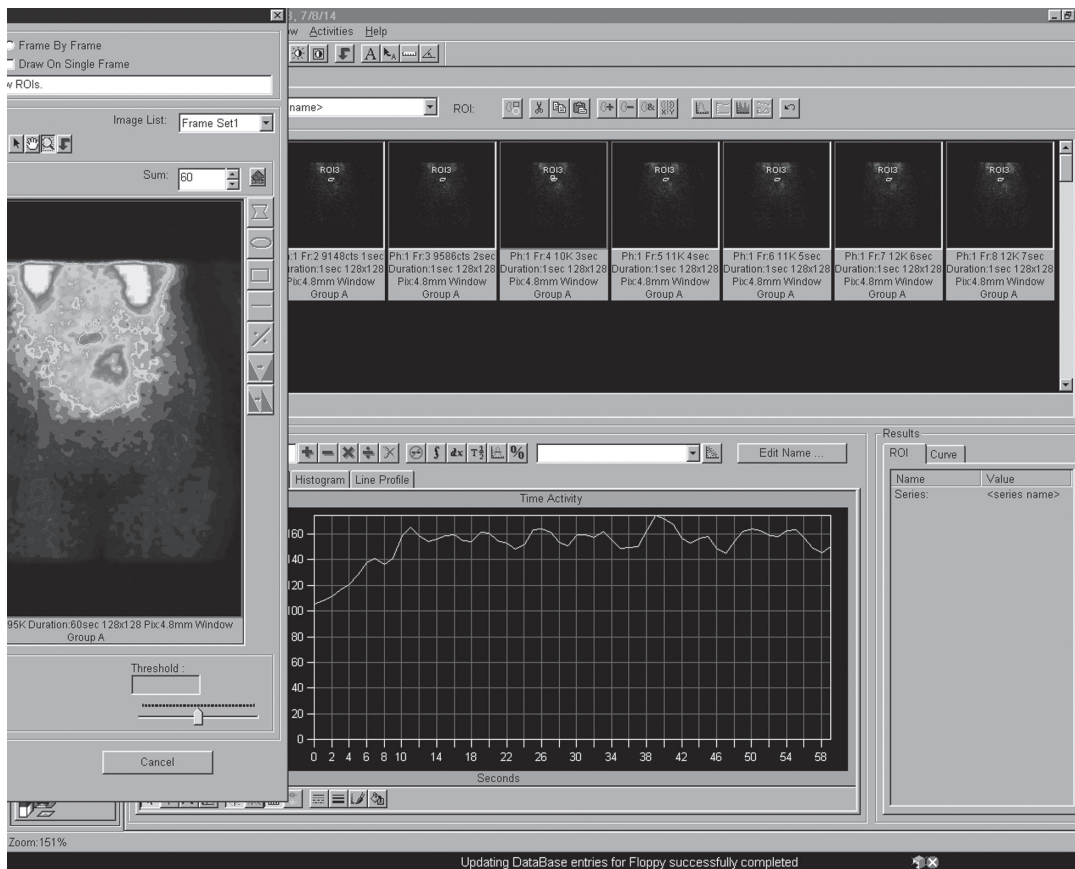 3, 7/8/14
Frame By Frame
Draw On Single Frame
w ROIs.
Image List: Frame Set1
Sum: 60
95K Duration:60sec 128x128 Pix:4.8mm Window
Group A
Threshold :
Cancel
Zoom:151%
ow Activities Help
name>
ROI:
ROI3
ROI3
ROI3
ROI3
ROI3
ROI3
ROI3
h:1 Fr:2 9148cts 1sec
uration:1sec 128x128
Pix:4.8mm Window
Group A
Ph:1 Fr:3 9586cts 2sec
Duration:1sec 128x128
Pix:4.8mm Window
Group A
Ph:1 Fr:4 10K 3sec
Duration:1sec 128x128
Pix:4.8mm Window
Group A
Ph:1 Fr:5 11K 4sec
Duration:1sec 128x128
Pix:4.8mm Window
Group A
Ph:1 Fr:6 11K 5sec
Duration:1sec 128x128
Pix:4.8mm Window
Group A
Ph:1 Fr:7 12K 6sec
Duration:1sec 128x128
Pix:4.8mm Window
Group A
Ph:1 Fr:8 12K 7sec
Duration:1sec 128x128
Pix:4.8mm Window
Group A
Edit Name ...
Histogram Line Profile
Time Activity
160
140
120
100
80
60
40
20
0
0 2 4 6 8 10 14 18 22 26 30 34 38 42 46 50 54 58
Seconds
Results
ROI Curve
Name Value
Series: <series name>
Updating DataBase entries for Floppy successfully completed